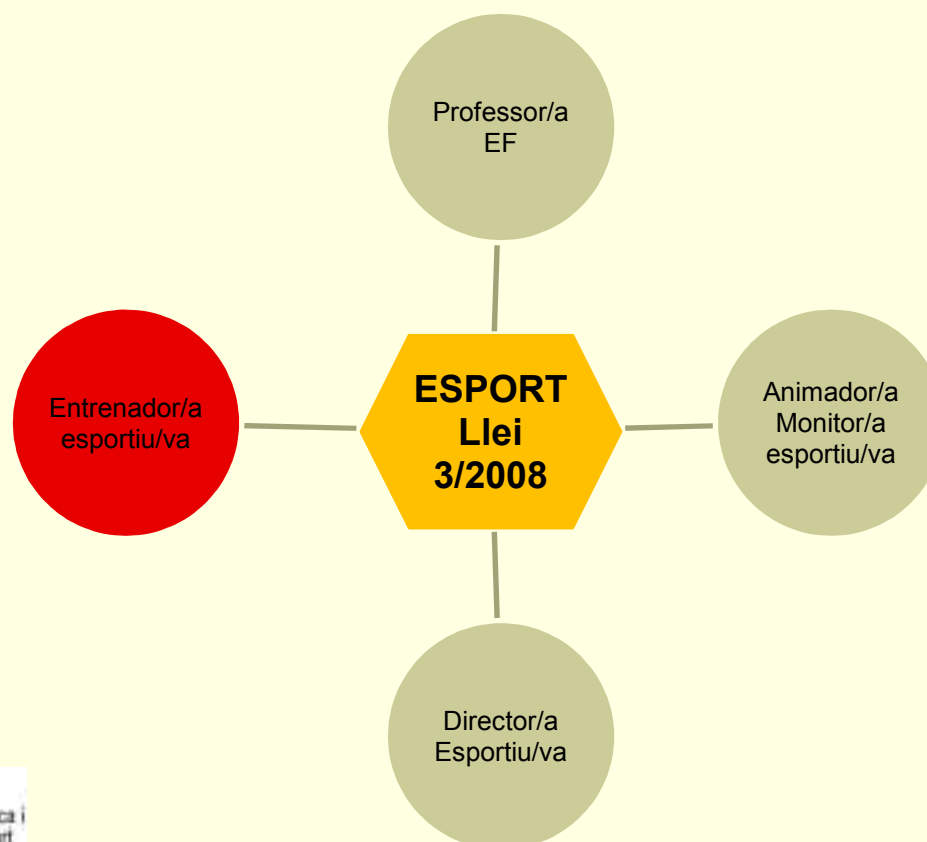 Professor/a
EF
Entrenador/a
esportiu/va
ESPORT
Llei
3/2008
Animador/a
Monitor/a
esportiu/va
Director/a
Esportiu/va